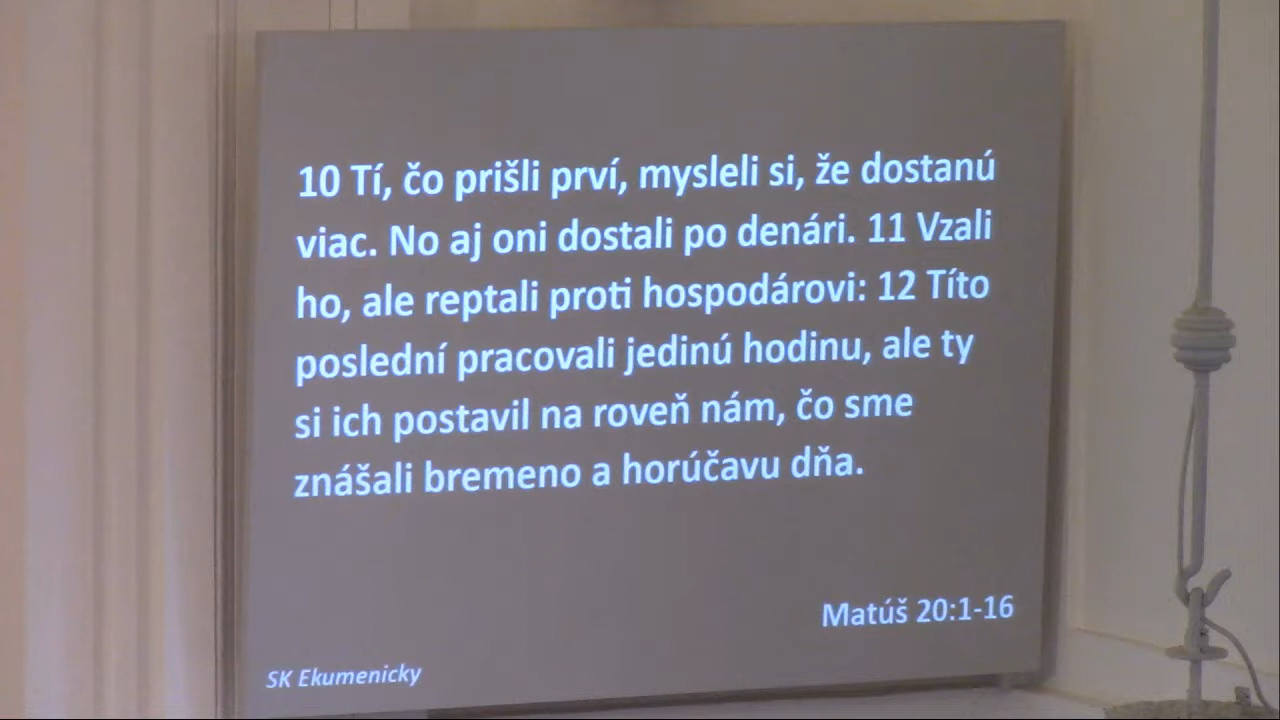 10 Tí, čo prišli prví, mysleli si, že dostanú
viac. No aj oni dostali po denári. 11 Vzali
ho, ale reptali proti hospodárovi: 12 Títo
poslední pracovali jedinú hodinu, ale ty
si ich postavil na roveň nám, čo sme
znášali bremeno a horúčavu dňa.
Matúš 20:1-16
SK Ekumenicky